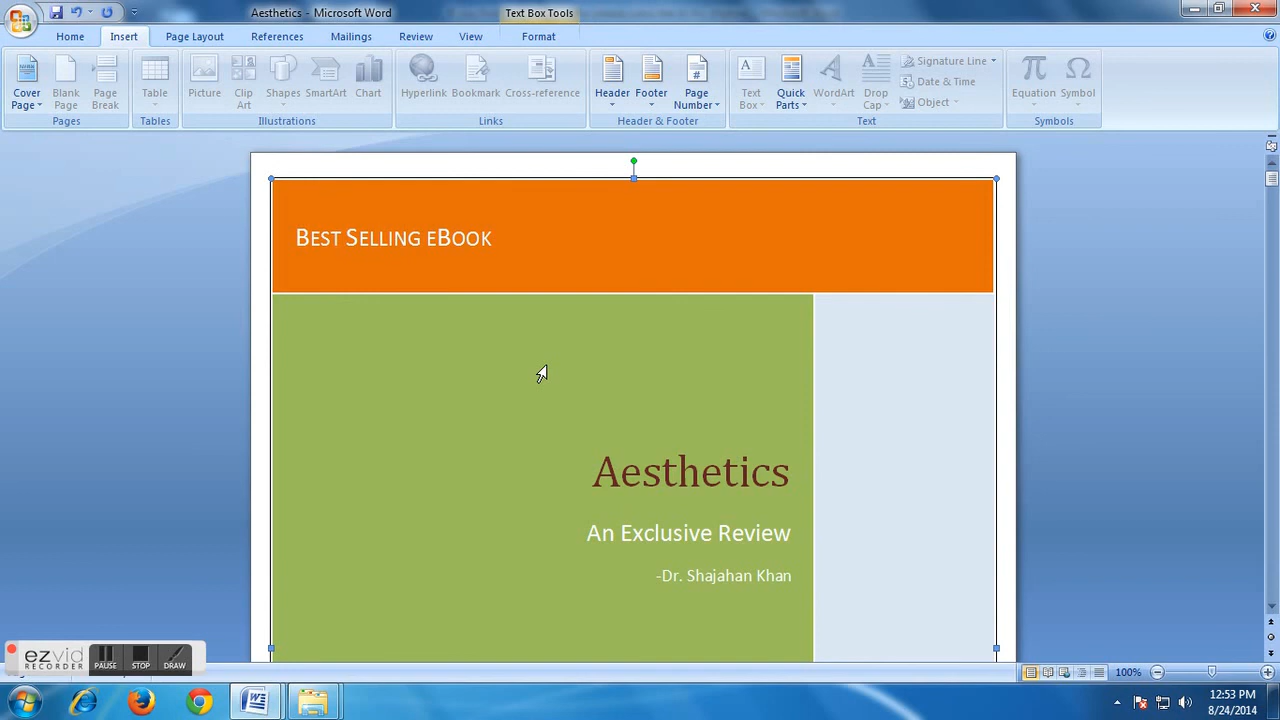 Aesthetics - Microsoft Word
Text Box Tools
Home Insert Page Layout References Mailings Review View Format
Cover Page
Blank Page
Page Break
Table
Picture
Clip Art
Shapes
SmartArt
Chart
Hyperlink
Bookmark
Cross-reference
Header
Footer
Page Number
Text Box
Quick Parts
WordArt
Drop Cap
Signature Line
Date & Time
Object
Equation
Symbol
Pages
Tables
Illustrations
Links
Header & Footer
Text
Symbols
BEST SELLING EBOOK
Aesthetics
An Exclusive Review
-Dr. Shajahan Khan
ezvid
RECORDER
PAUSE
STOP
DRAW
100%
12:53 PM
8/24/2014